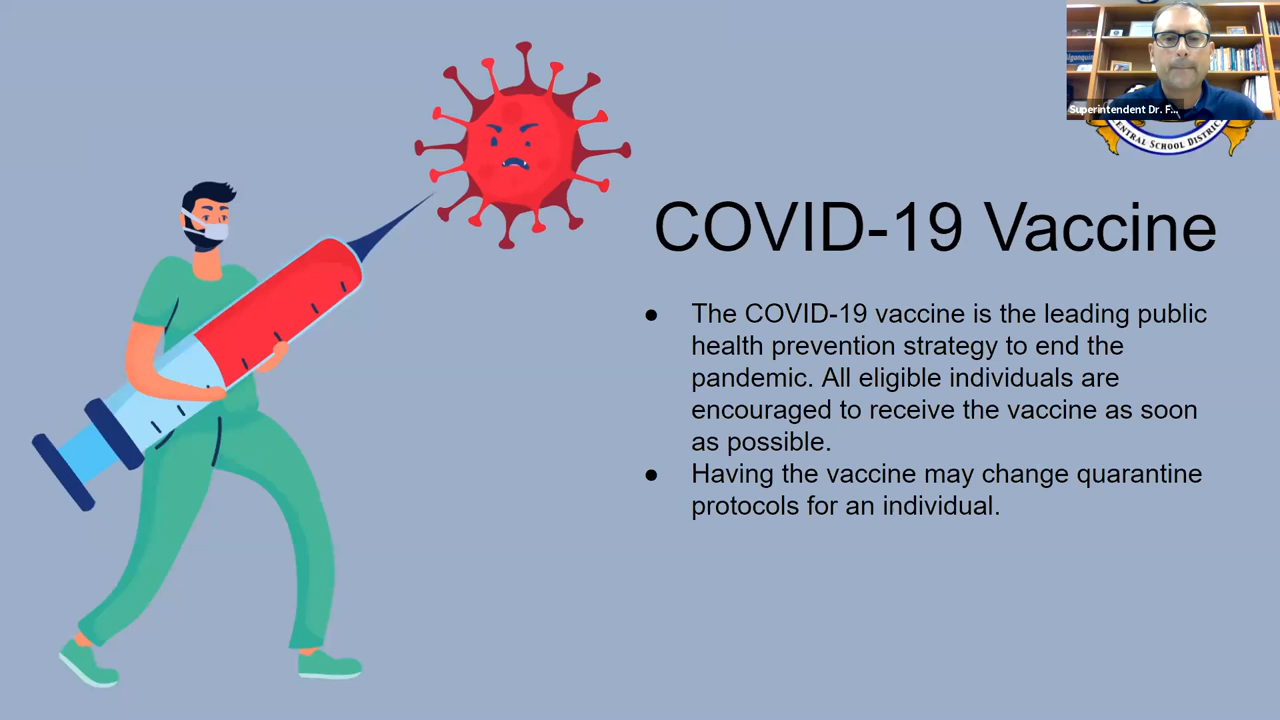 Superintendent Dr. F...
CENTRAL SCHOOL DISTRICT
COVID-19 Vaccine
● The COVID-19 vaccine is the leading public
health prevention strategy to end the
pandemic. All eligible individuals are
encouraged to receive the vaccine as soon
as possible.
● Having the vaccine may change quarantine
protocols for an individual.